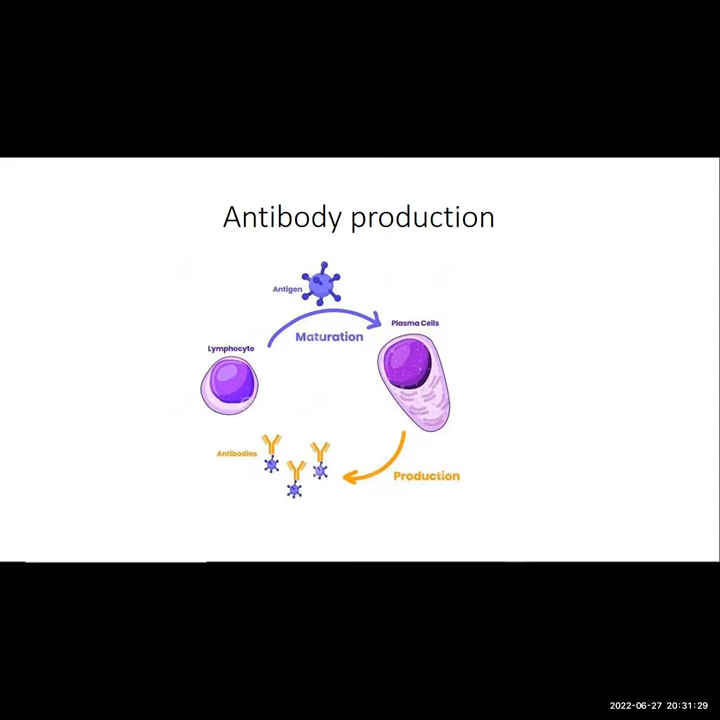 Antibody production
Antigen
Plasma Cells
Maturation
Lymphocyte
Antibodies
Production
2022-06-27 20:31:29